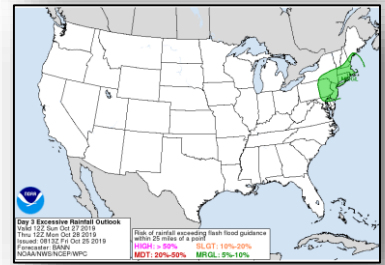 MRGL
NOAA
Day 3 Excessive Rainfall Outlook
Valid 12Z Sun Oct 27 2019
Thru 12Z Mon Oct 28 2019
Issued: 0813Z Fri Oct 25 2019
Forecaster: BANN
NOAA/NWS/NCEP/WPC
Risk of rainfall exceeding flash flood guidance
within 25 miles of a point
HIGH: > 50% SLGT: 10%-20%
MDT: 20%-50% MRGL: 5%-10%